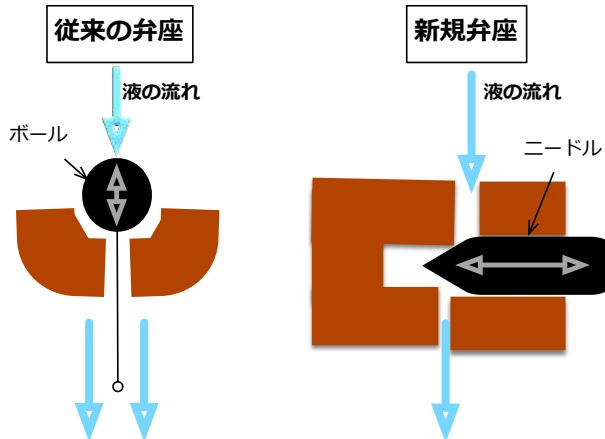 従来の弁座
新規弁座
液の流れ
液の流れ
ボール
ニードル